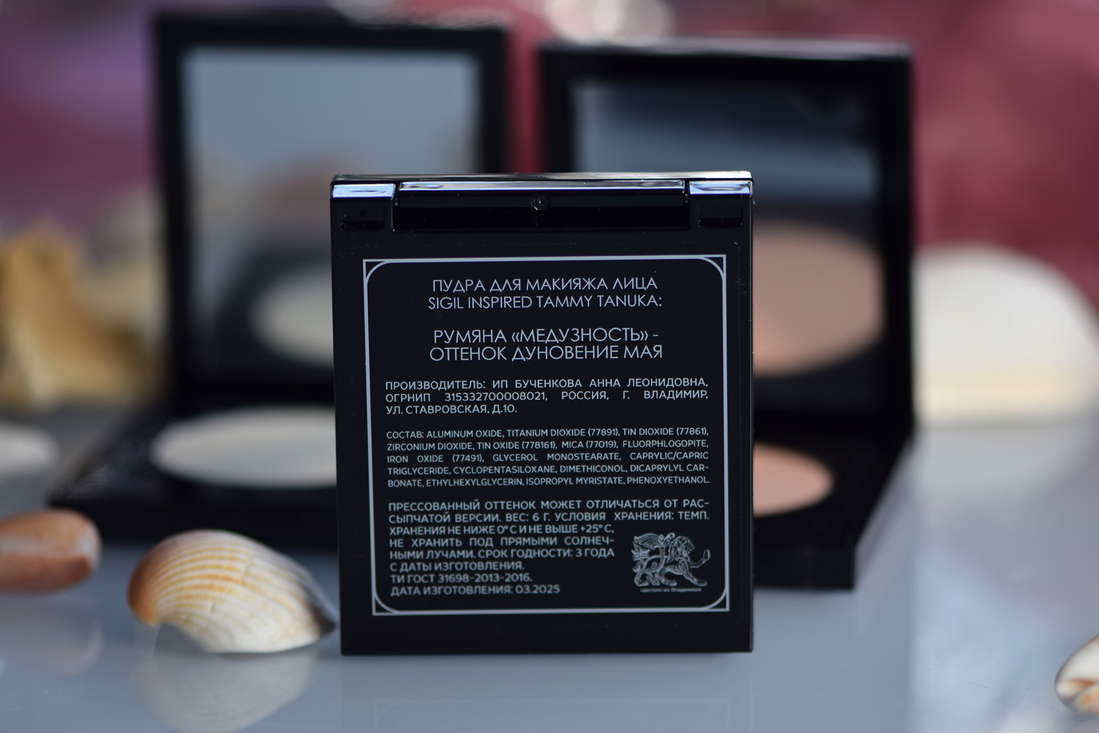 ПУДРА ДЛЯ МАКИЯЖА ЛИЦА
SIGIL INSPIRED TAMMY TANUKA:
РУМЯНА «МЕДУЗНОСТЬ» -
ОТТЕНОК ДУНОВЕНИЕ МАЯ
ПРОИЗВОДИТЕЛЬ: ИП БУЧЕНКОВА АННА ЛЕОНИДОВНА,
ОГРНИП 315332700008021, РОССИЯ, Г. ВЛАДИМИР,
УЛ. СТАВРОВСКАЯ, Д.10.
СОСТАВ: ALUMINUM OXIDE, TITANIUM DIOXIDE (77891), TIN DIOXIDE (77861),
ZIRCONIUM DIOXIDE, TIN OXIDE (778161), MICA (77019), FLUORPHLOGOPITE,
IRON OXIDE (77491), GLYCEROL MONOSTEARATE, CAPRYLIC/CAPRIC
TRIGLYCERIDE, CYCLOPENTASILOXANE, DIMETHICONOL, DICAPRYLYL CAR-
BONATE, ETHYLHEXYLGLYCERIN, ISOPROPYL MYRISTATE, PHENOXYETHANOL.
ПРЕССОВАННЫЙ ОТТЕНОК МОЖЕТ ОТЛИЧАТЬСЯ ОТ РАС-
СЫПЧАТОЙ ВЕРСИИ. ВЕС: 6 Г. УСЛОВИЯ ХРАНЕНИЯ: ТЕМП.
ХРАНЕНИЯ НЕ НИЖЕ 0° С И НЕ ВЫШЕ +25° С,
НЕ ХРАНИТЬ ПОД ПРЯМЫМИ СОЛНЕЧ-
НЫМИ ЛУЧАМИ. СРОК ГОДНОСТИ: 3 ГОДА
С ДАТЫ ИЗГОТОВЛЕНИЯ.
ТИ ГОСТ 31698-2013-2016.
ДАТА ИЗГОТОВЛЕНИЯ: 03.2025
сделано во Владимире